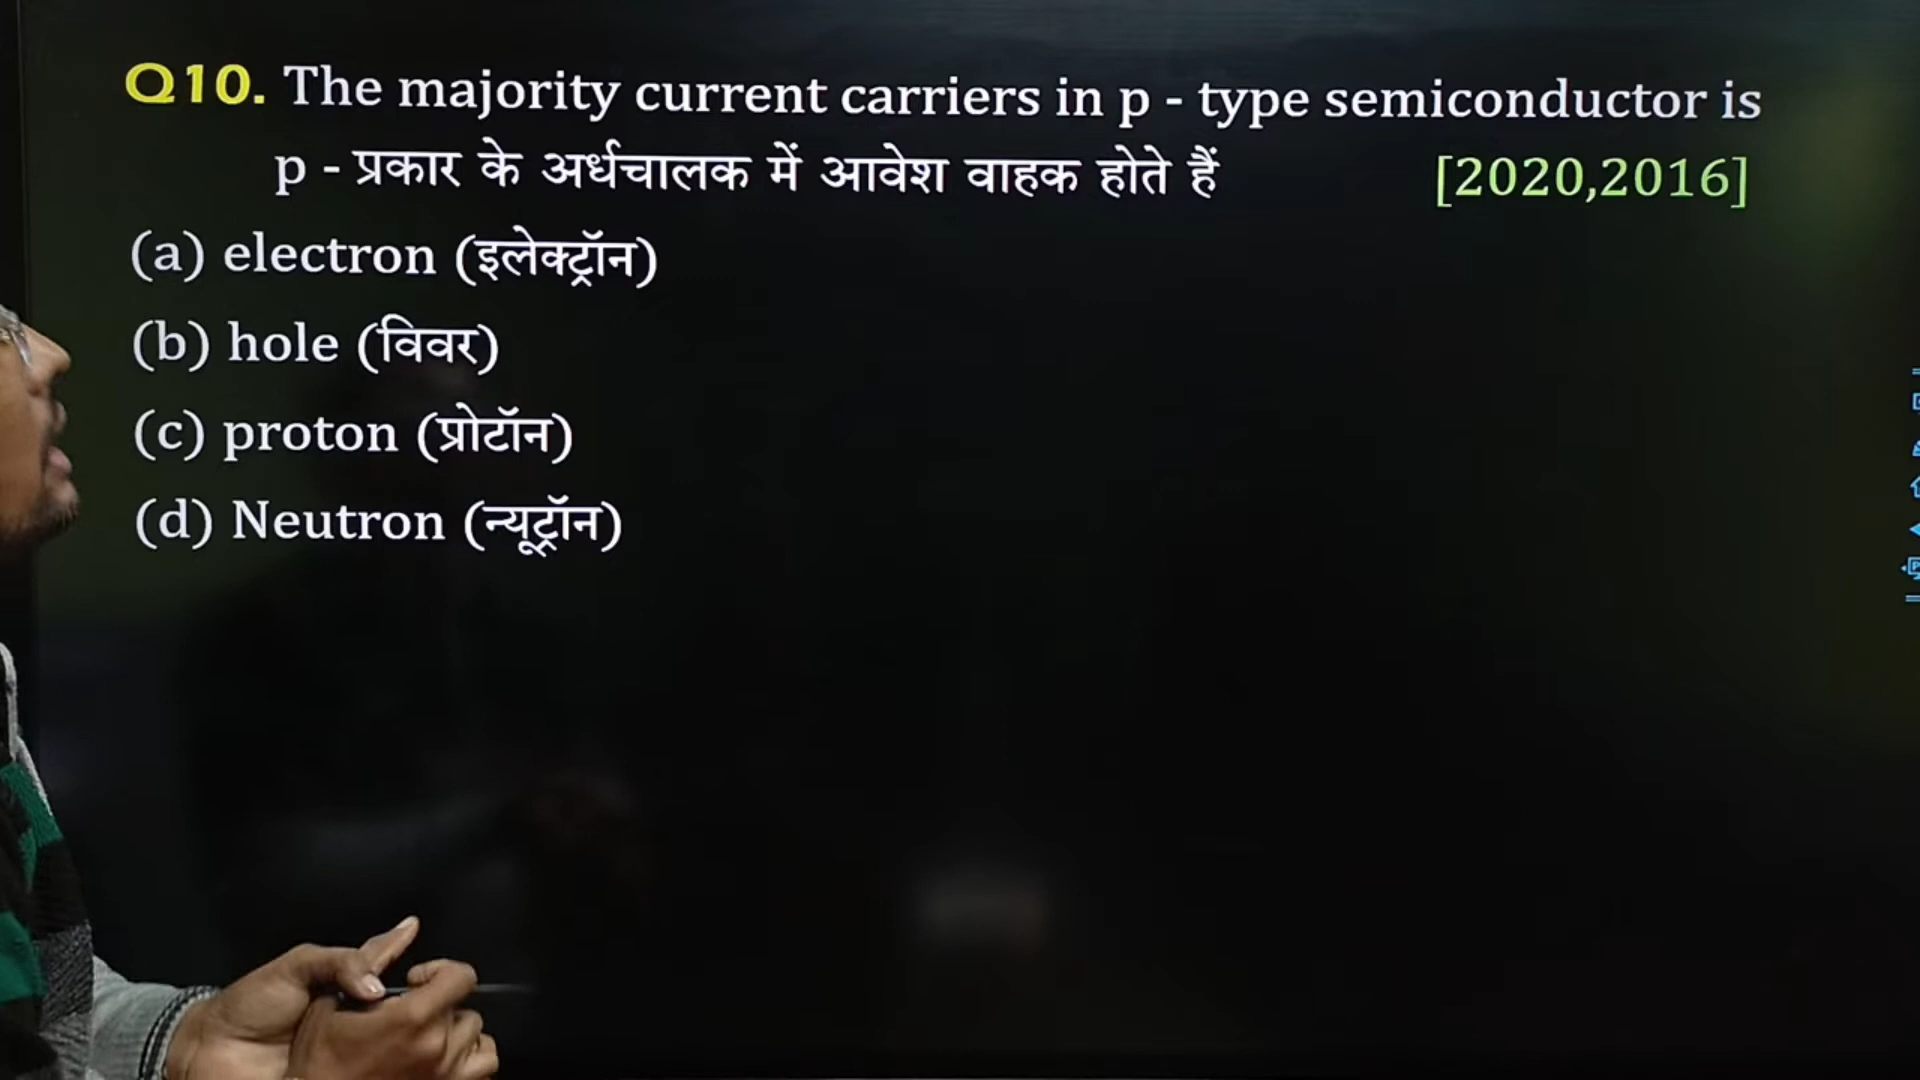 Q10. The majority current carriers in p - type semiconductor is
p - प्रकार के अर्धचालक में आवेश वाहक होते हैं [2020,2016]
(a) electron (इलेक्ट्रॉन)
(b) hole (विवर)
(c) proton (प्रोटॉन)
(d) Neutron (न्यूट्रॉन)